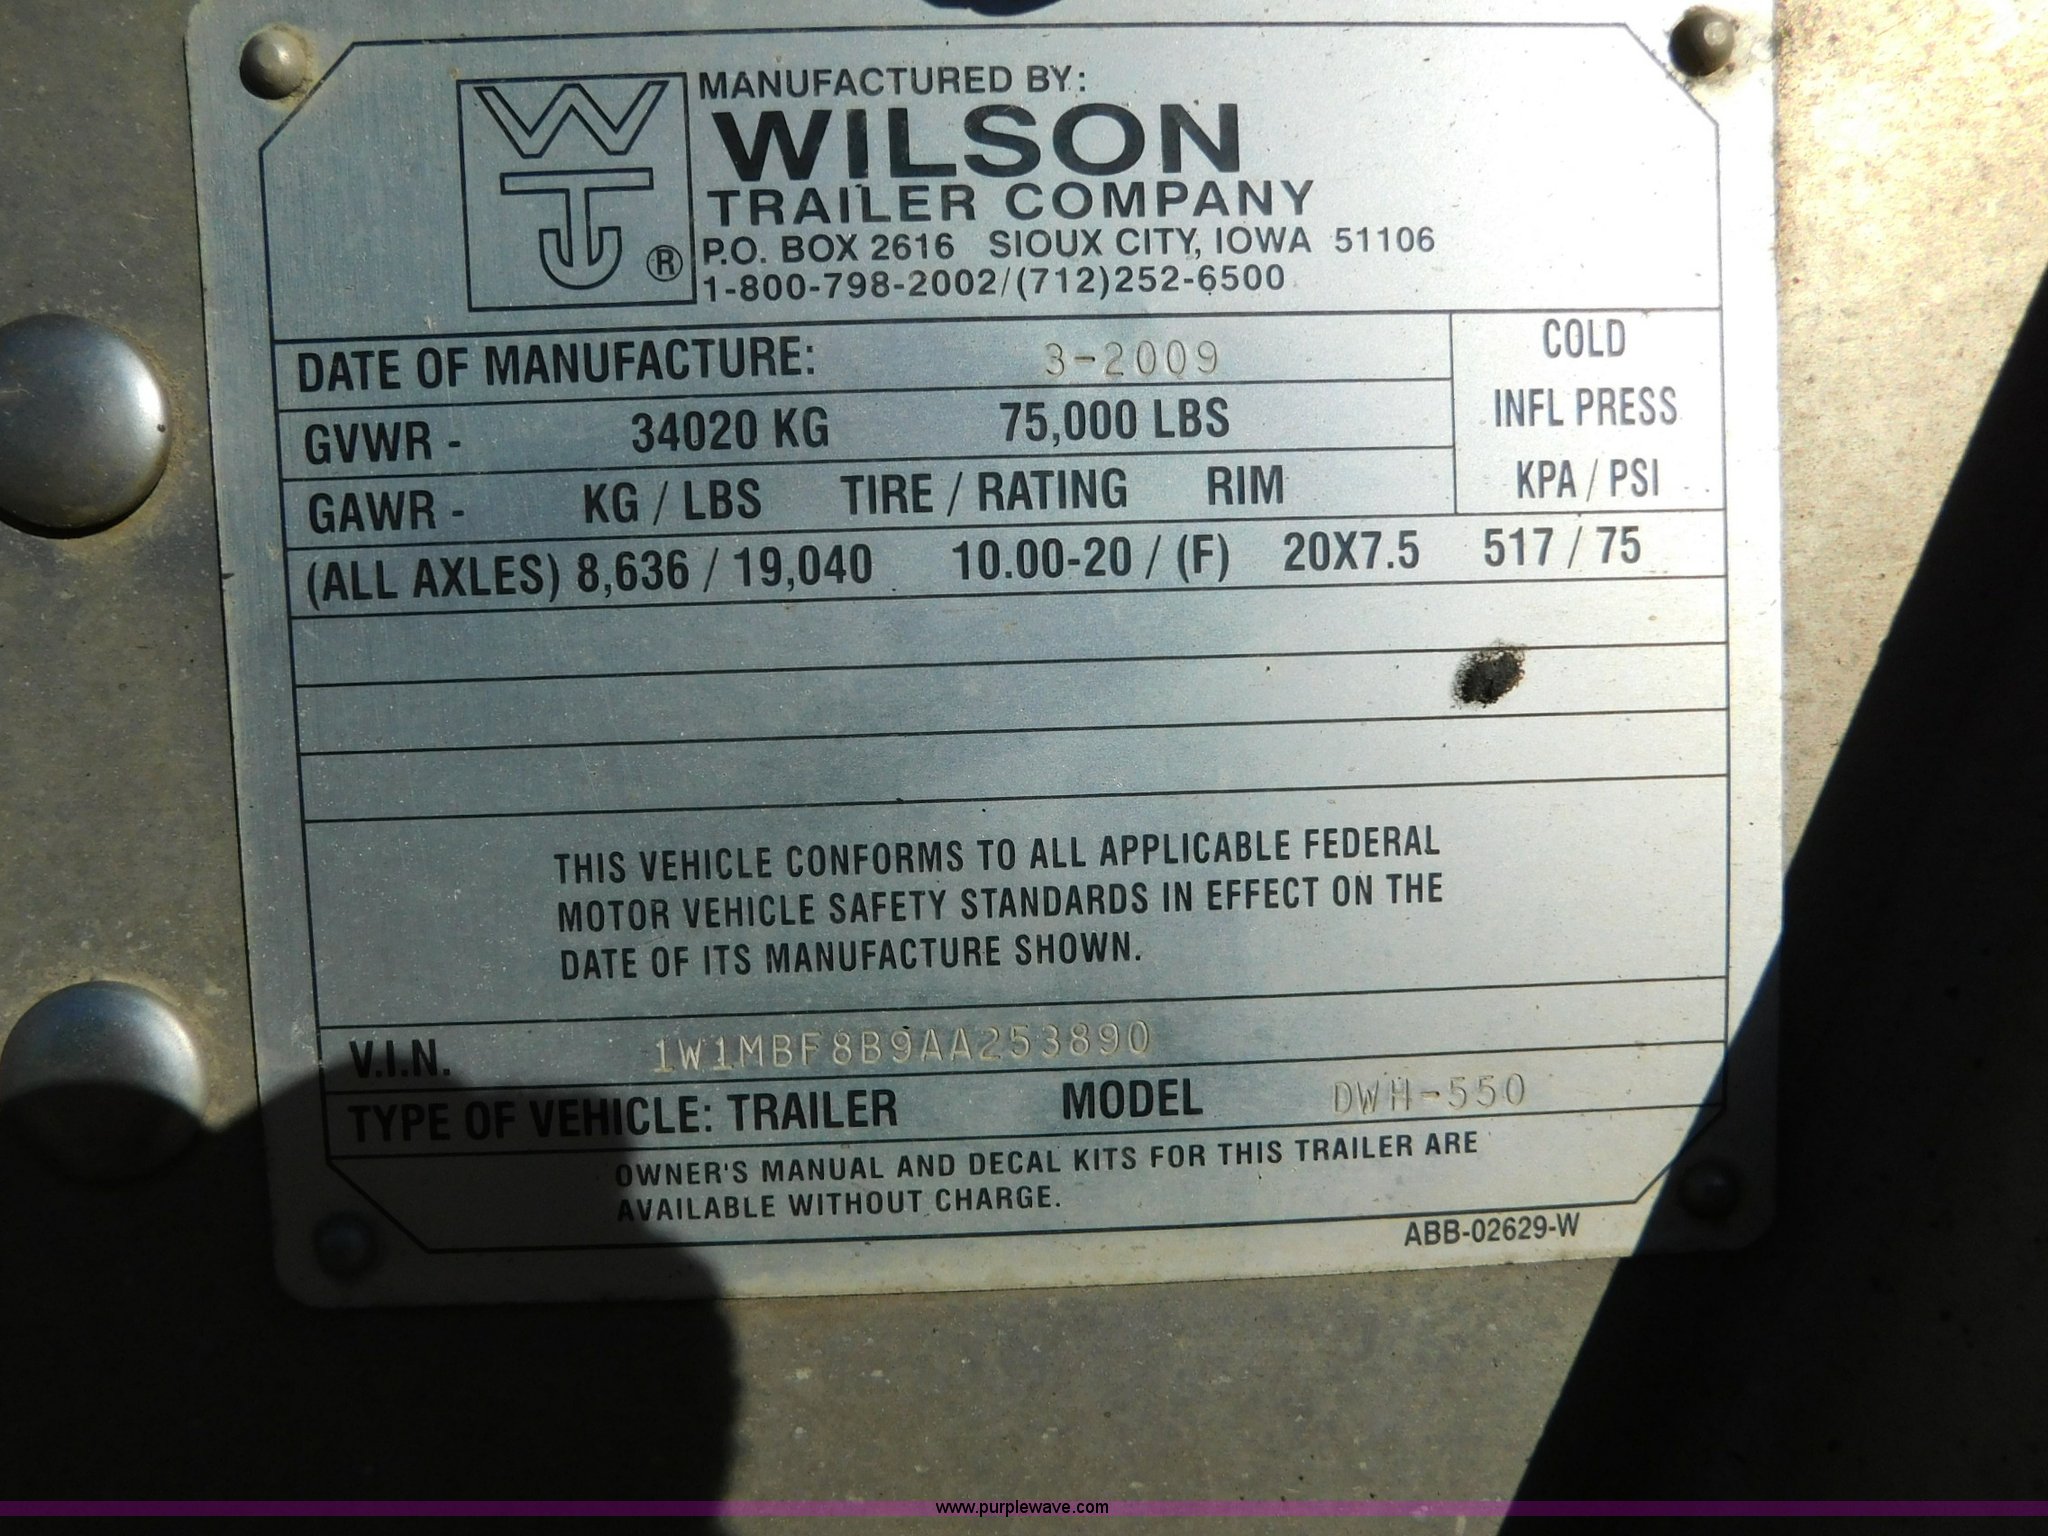 WT ®
MANUFACTURED BY:
WILSON
TRAILER COMPANY
P.O. BOX 2616 SIOUX CITY, IOWA 51106
1-800-798-2002/(712)252-6500
DATE OF MANUFACTURE: 3-2009
COLD
INFL PRESS
KPA / PSI
GVWR - 34020 KG 75,000 LBS
GAWR - KG / LBS TIRE / RATING RIM
(ALL AXLES) 8,636 / 19,040 10.00-20 / (F) 20X7.5 517 / 75
THIS VEHICLE CONFORMS TO ALL APPLICABLE FEDERAL
MOTOR VEHICLE SAFETY STANDARDS IN EFFECT ON THE
DATE OF ITS MANUFACTURE SHOWN.
V.I.N. 1W1MBF8B9AA253890
TYPE OF VEHICLE: TRAILER MODEL DWH-550
OWNER'S MANUAL AND DECAL KITS FOR THIS TRAILER ARE
AVAILABLE WITHOUT CHARGE.
ABB-02629-W
www.purplewave.com